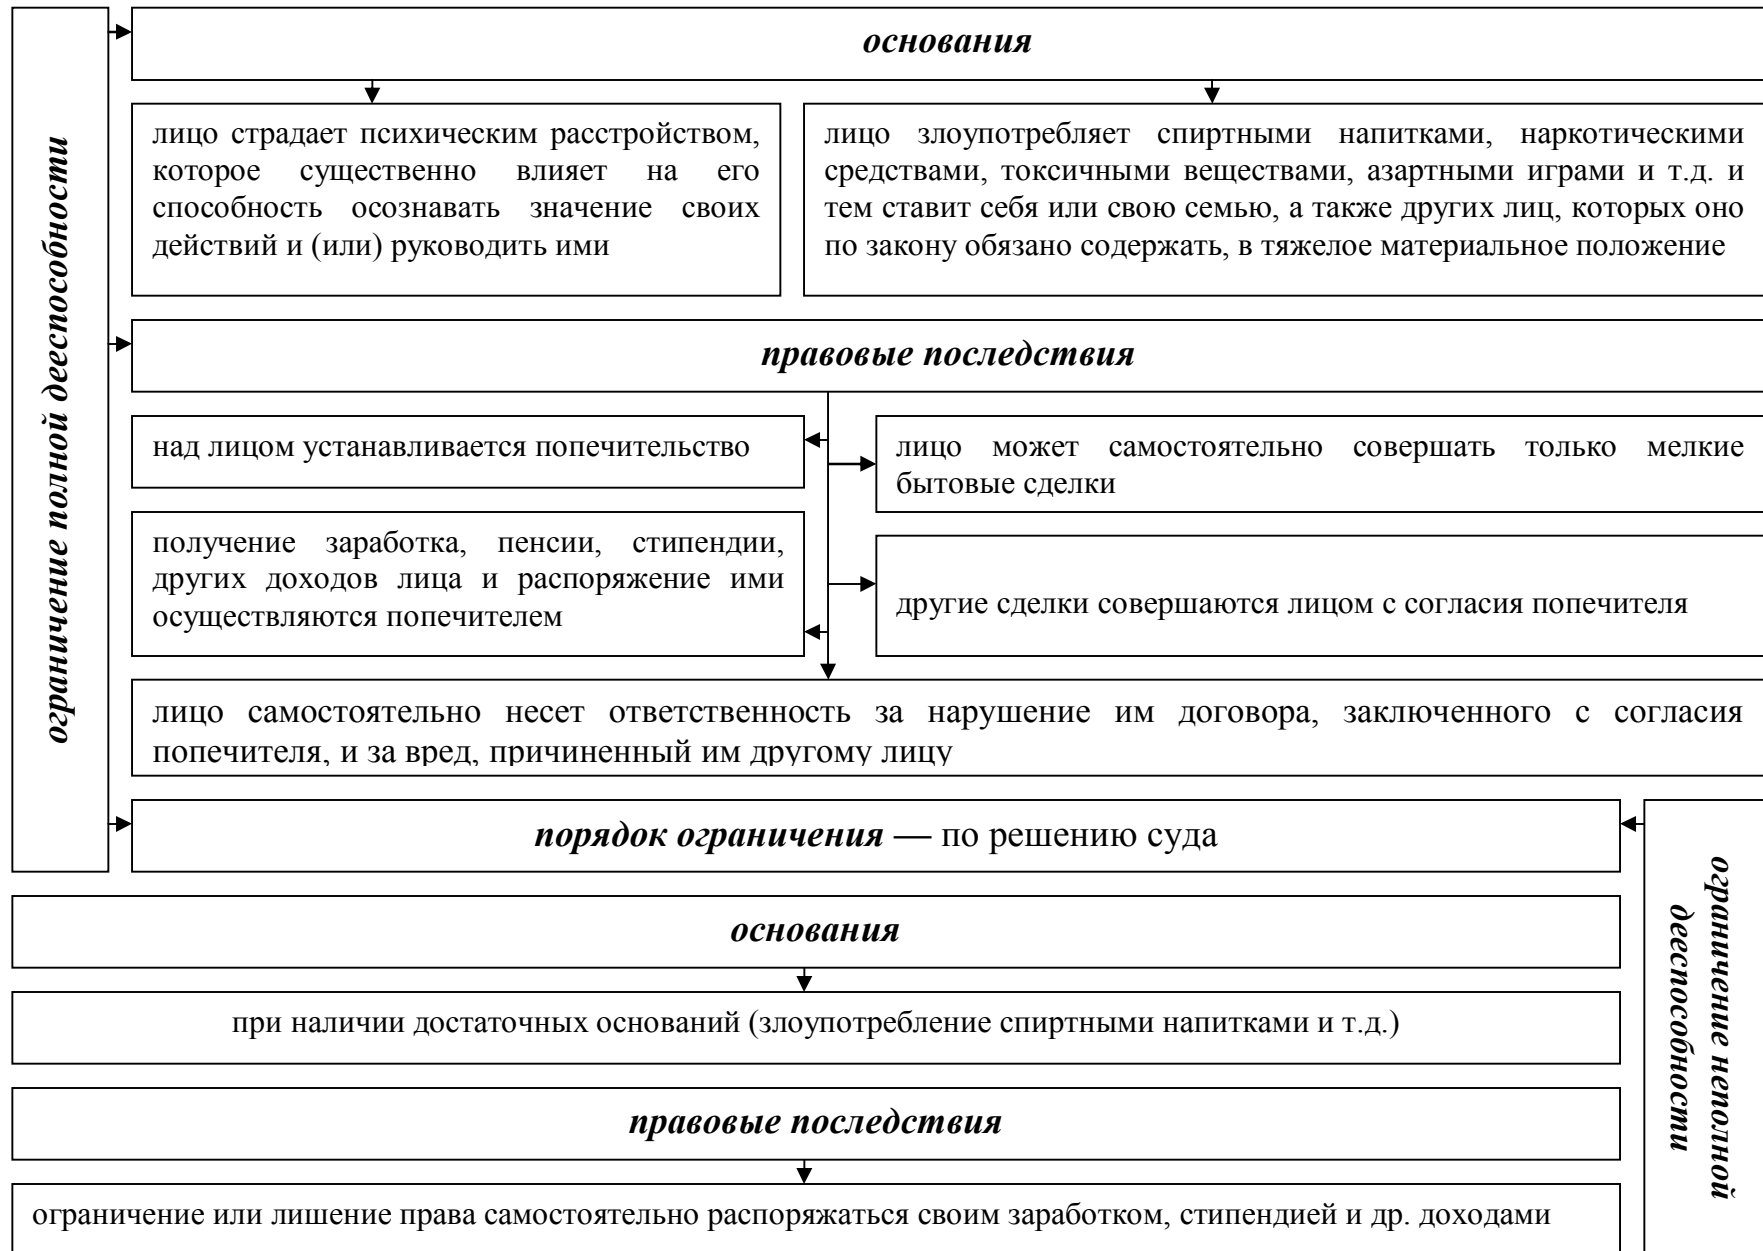 ограничение полной дееспособности
основания
лицо страдает психическим расстройством,
которое существенно влияет на его
способность осознавать значение своих
действий и (или) руководить ими
лицо злоупотребляет спиртными напитками, наркотическими
средствами, токсичными веществами, азартными играми и т.д. и
тем ставит себя или свою семью, а также других лиц, которых оно
по закону обязано содержать, в тяжелое материальное положение
правовые последствия
над лицом устанавливается попечительство
лицо может самостоятельно совершать только мелкие
бытовые сделки
получение заработка, пенсии, стипендии,
других доходов лица и распоряжение ими
осуществляются попечителем
другие сделки совершаются лицом с согласия попечителя
лицо самостоятельно несет ответственность за нарушение им договора, заключенного с согласия
попечителя, и за вред, причиненный им другому лицу
порядок ограничения — по решению суда
ограничение неполной
дееспособности
основания
при наличии достаточных оснований (злоупотребление спиртными напитками и т.д.)
правовые последствия
ограничение или лишение права самостоятельно распоряжаться своим заработком, стипендией и др. доходами